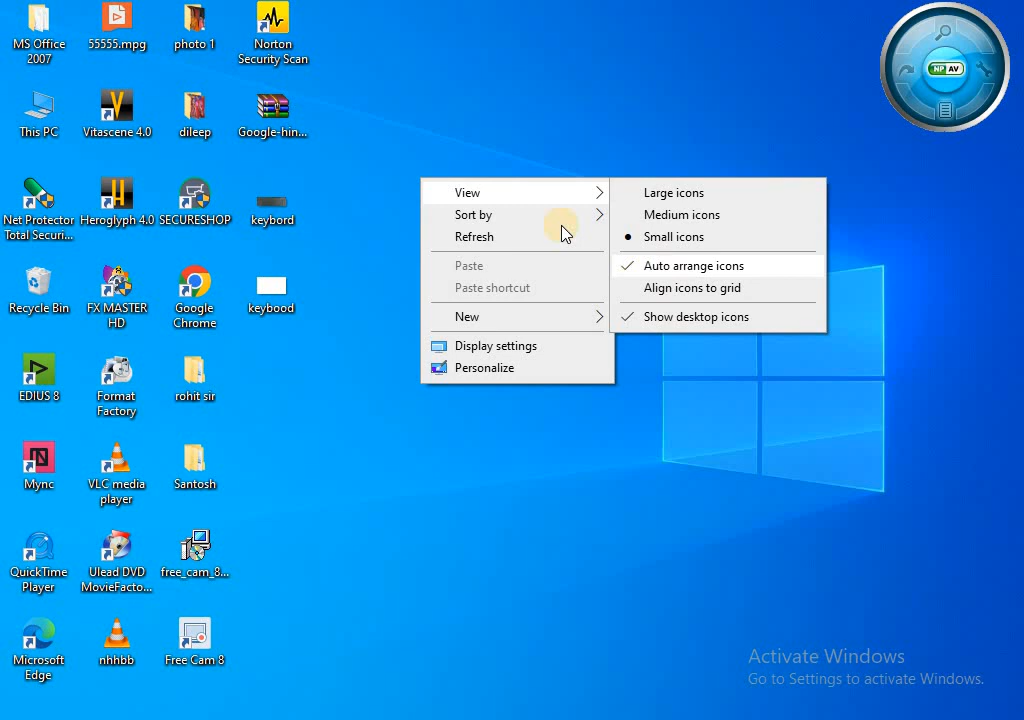 MS Office
2007
55555.mpg
photo 1
Norton
Security Scan
This PC
Vitascene 4.0
dileep
Google-hin...
Net Protector
Total Securi...
Heroglyph 4.0
SECURESHOP
keybord
Recycle Bin
FX MASTER
HD
Google
Chrome
keybood
EDIUS 8
Format
Factory
rohit sir
Mync
VLC media
player
Santosh
QuickTime
Player
Ulead DVD
MovieFacto...
free_cam_8...
Microsoft
Edge
nhhbb
Free Cam 8
View
Sort by
Refresh
Paste
Paste shortcut
New
Display settings
Personalize
Large icons
Medium icons
Small icons
Auto arrange icons
Align icons to grid
Show desktop icons
NP AV
Activate Windows
Go to Settings to activate Windows.